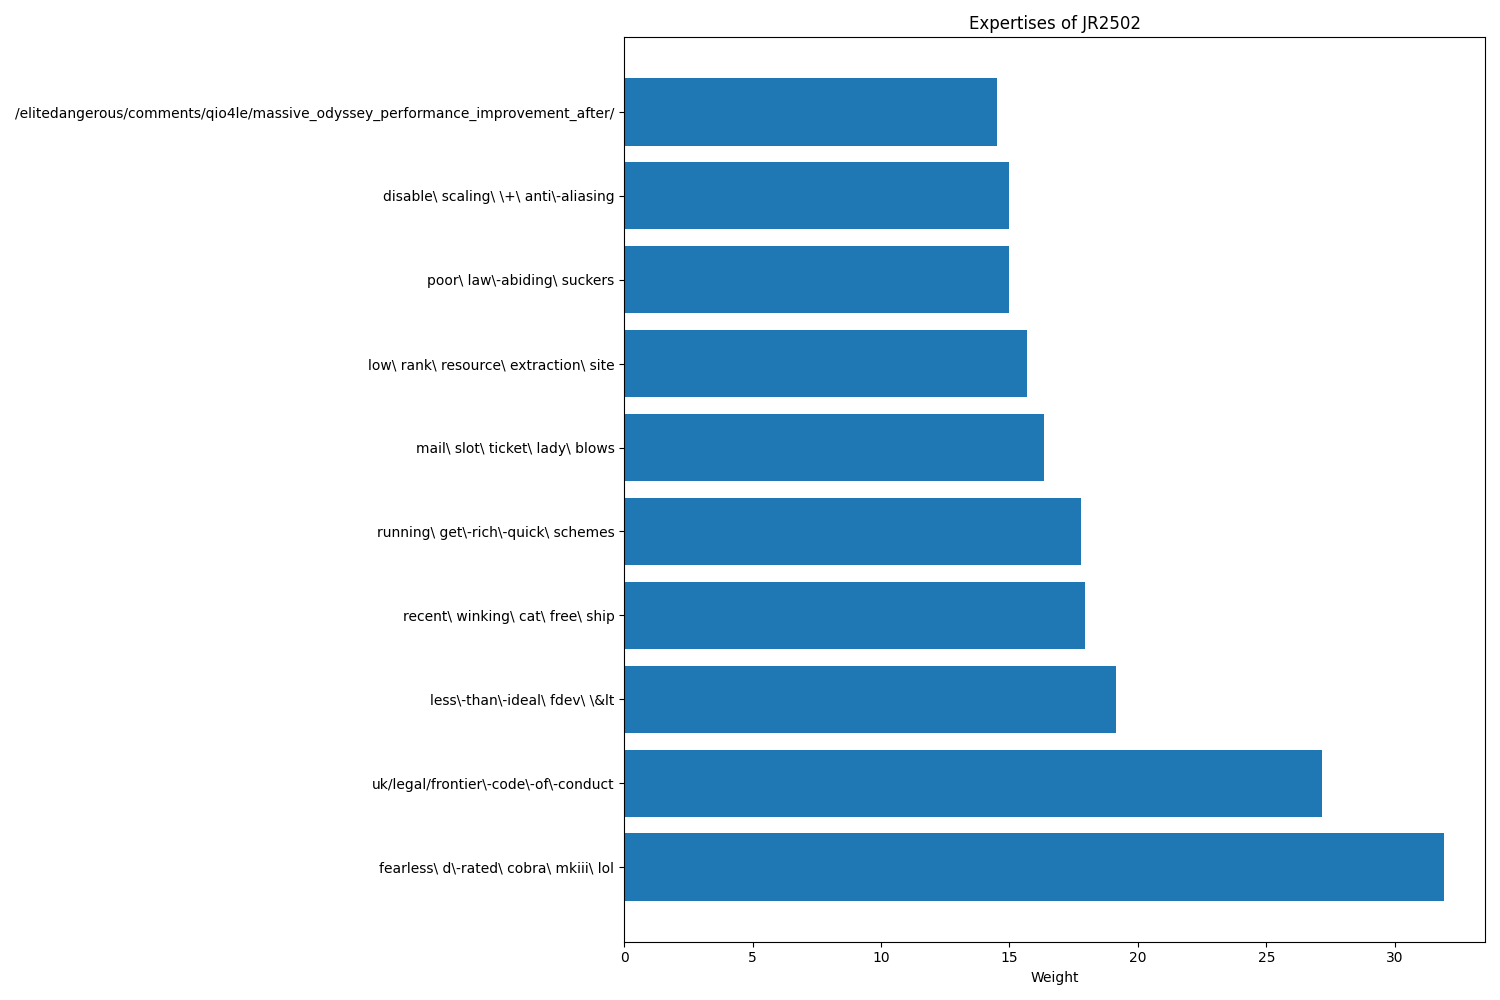 Expertises of JR2502
/elitedangerous/comments/qio4le/massive_odyssey_performance_improvement_after/
disable\ scaling\ \+\ anti\-aliasing
poor\ law\-abiding\ suckers
low\ rank\ resource\ extraction\ site
mail\ slot\ ticket\ lady\ blows
running\ get\-rich\-quick\ schemes
recent\ winking\ cat\ free\ ship
less\-than\-ideal\ fdev\ \&lt
uk/legal/frontier\-code\-of\-conduct
fearless\ d\-rated\ cobra\ mkiii\ lol
0 5 10 15 20 25 30
Weight